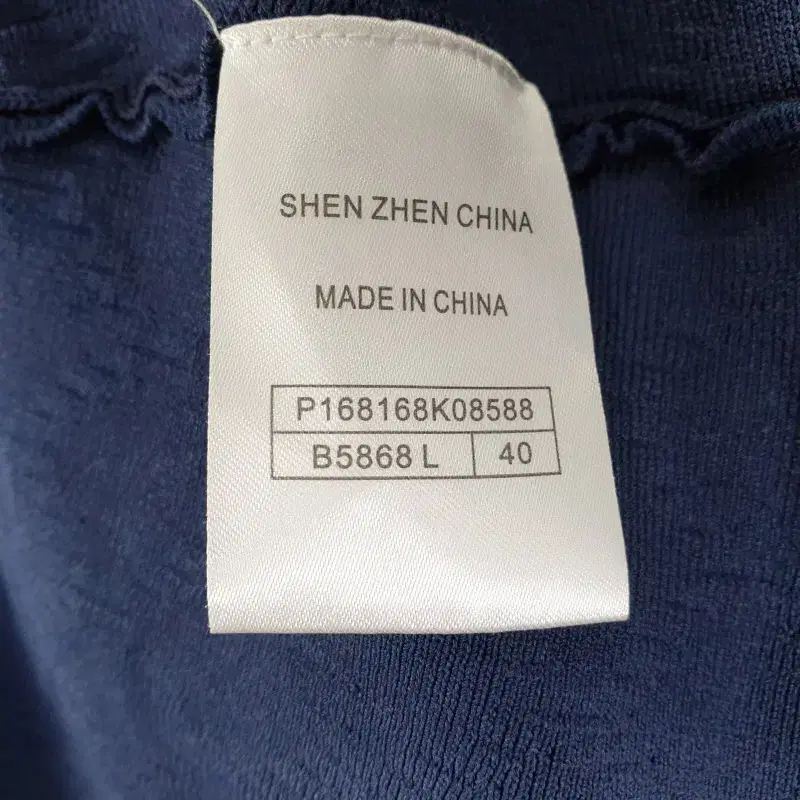 SHEN ZHEN CHINA
MADE IN CHINA
P168168K08588
B5868 L 40